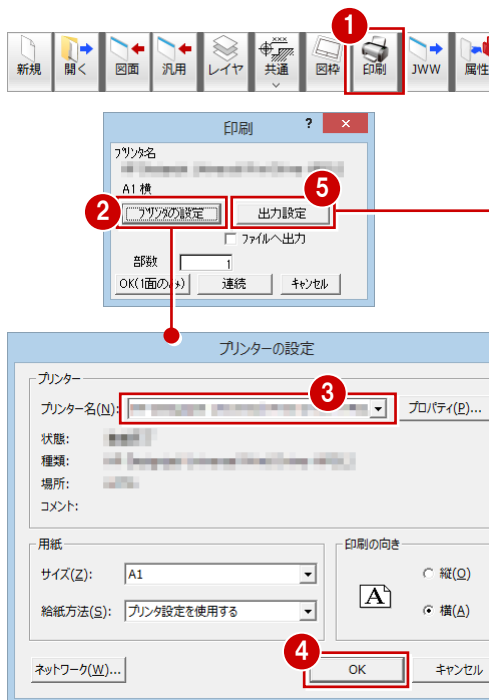 1
新規 開く 図面 汎用 レイヤ 共通 図枠 印刷 JWW 属性
印刷 ? ×
プリンタ名
A1 横
5
2 プリンタの設定 出力設定
ファイルへ出力
部数 1
OK(1面のみ) 連続 キャンセル
プリンターの設定
プリンター
3
プリンター名(N): プロパティ(P)...
状態:
種類:
場所:
コメント:
用紙 印刷の向き
サイズ(Z): A1 縦(O)
給紙方法(S): プリンタ設定を使用する A 横(A)
4
ネットワーク(W)... OK キャンセル